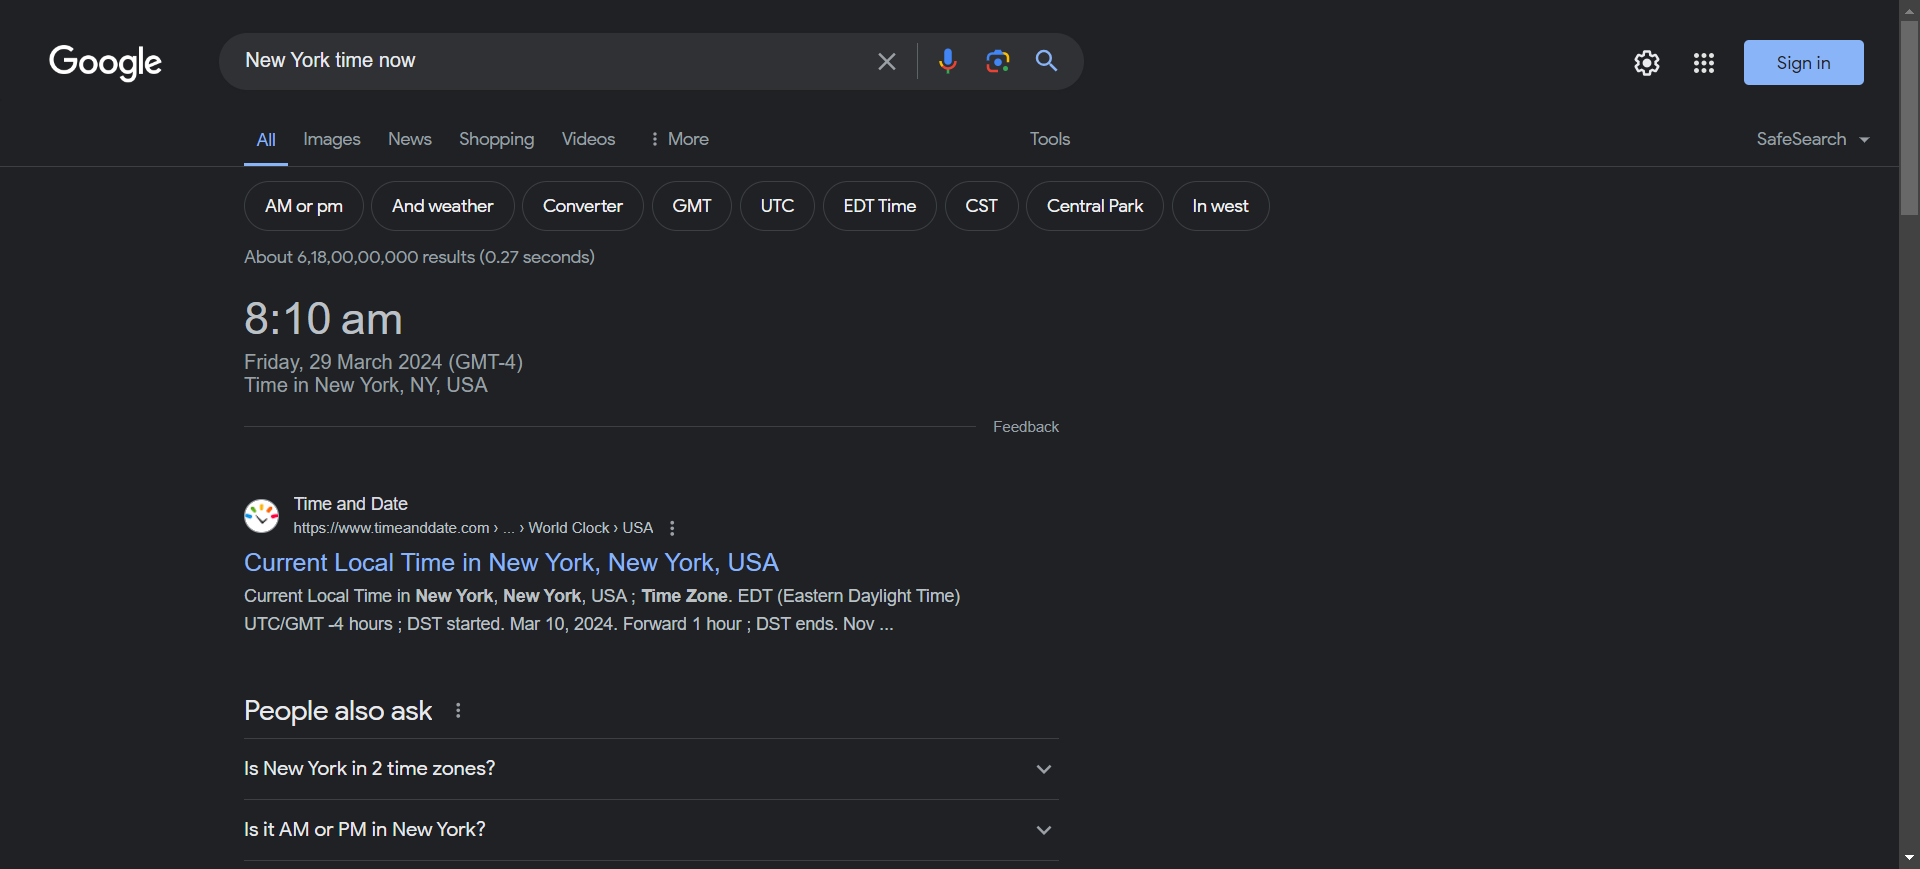 Google
New York time now
Sign in
All Images News Shopping Videos More Tools SafeSearch
AM or pm And weather Converter GMT UTC EDT Time CST Central Park In west
About 6,18,00,00,000 results (0.27 seconds)
8:10 am
Friday, 29 March 2024 (GMT-4)
Time in New York, NY, USA
Feedback
Time and Date
https://www.timeanddate.com › ... › World Clock › USA
Current Local Time in New York, New York, USA
Current Local Time in New York, New York, USA ; Time Zone. EDT (Eastern Daylight Time)
UTC/GMT -4 hours ; DST started. Mar 10, 2024. Forward 1 hour ; DST ends. Nov ...
People also ask
Is New York in 2 time zones?
Is it AM or PM in New York?